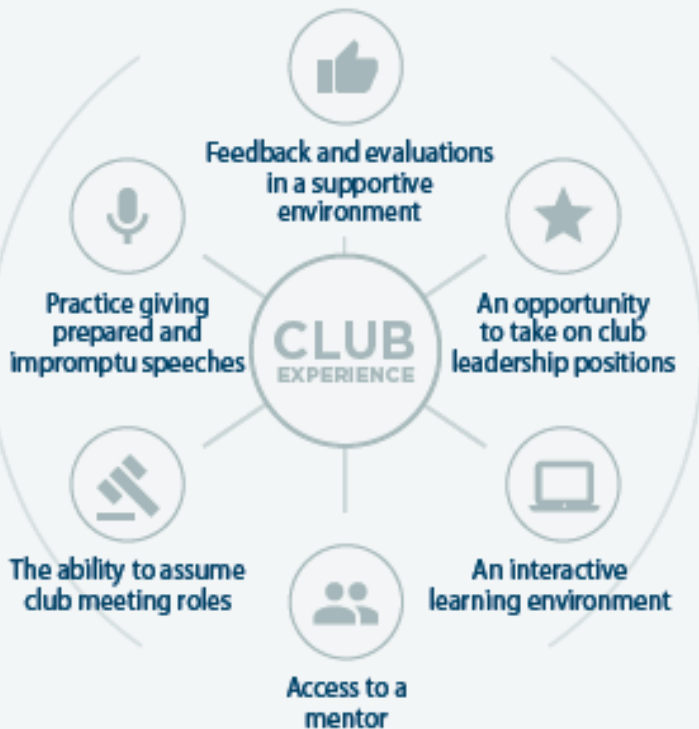 Feedback and evaluations
in a supportive
environment
Practice giving
prepared and
impromptu speeches
CLUB
EXPERIENCE
An opportunity
to take on club
leadership positions
The ability to assume
club meeting roles
An interactive
learning environment
Access to a
mentor